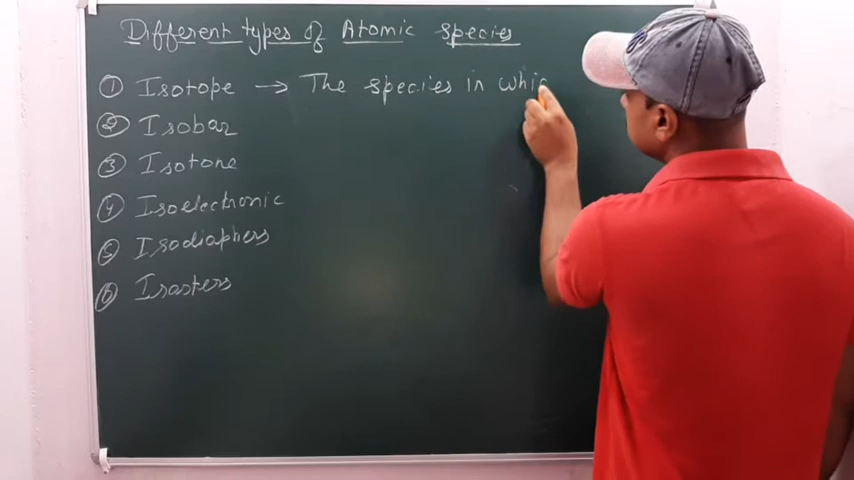 Different types of Atomic species
① Isotope → The species in whic
② Isobar
③ Isotone
④ Isoelectronic
⑤ Isodiaphers
⑥ Isasters